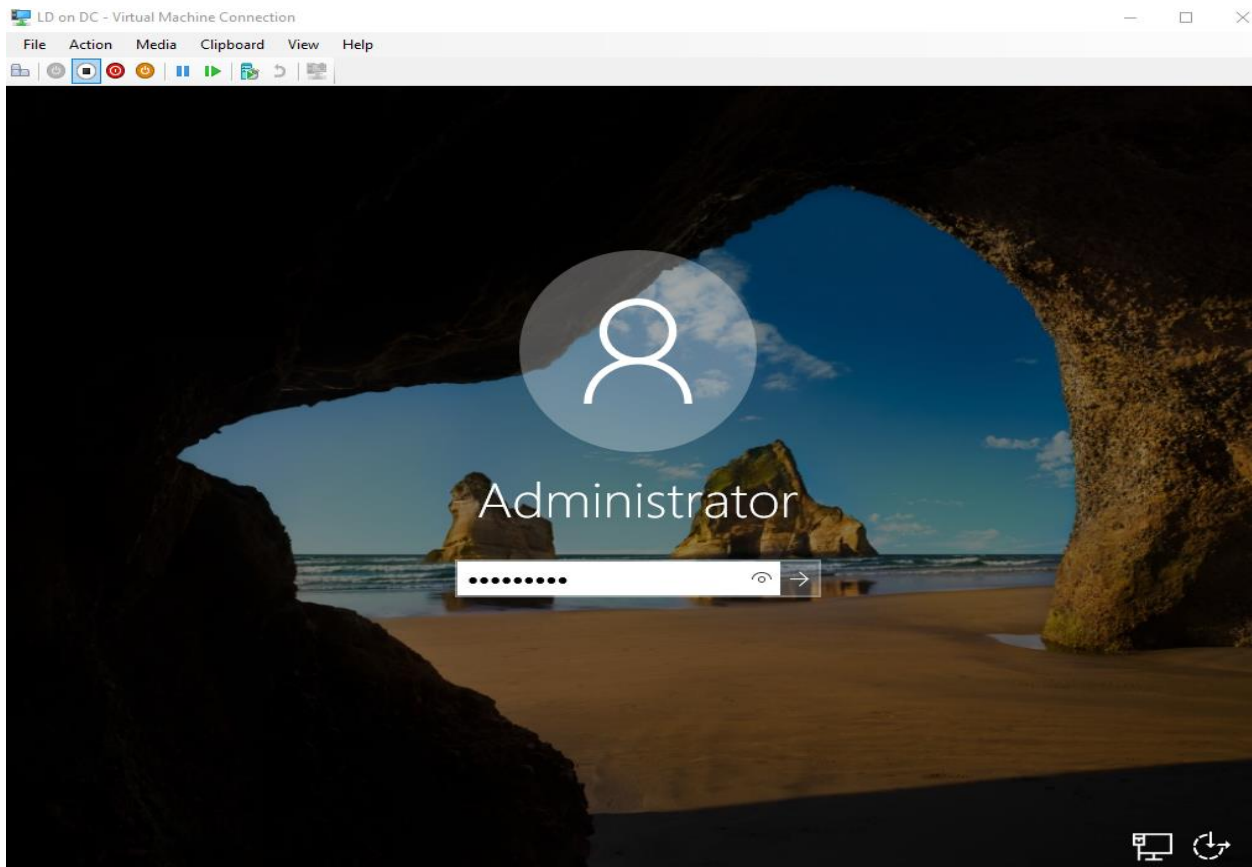 LD on DC - Virtual Machine Connection
File Action Media Clipboard View Help
Administrator